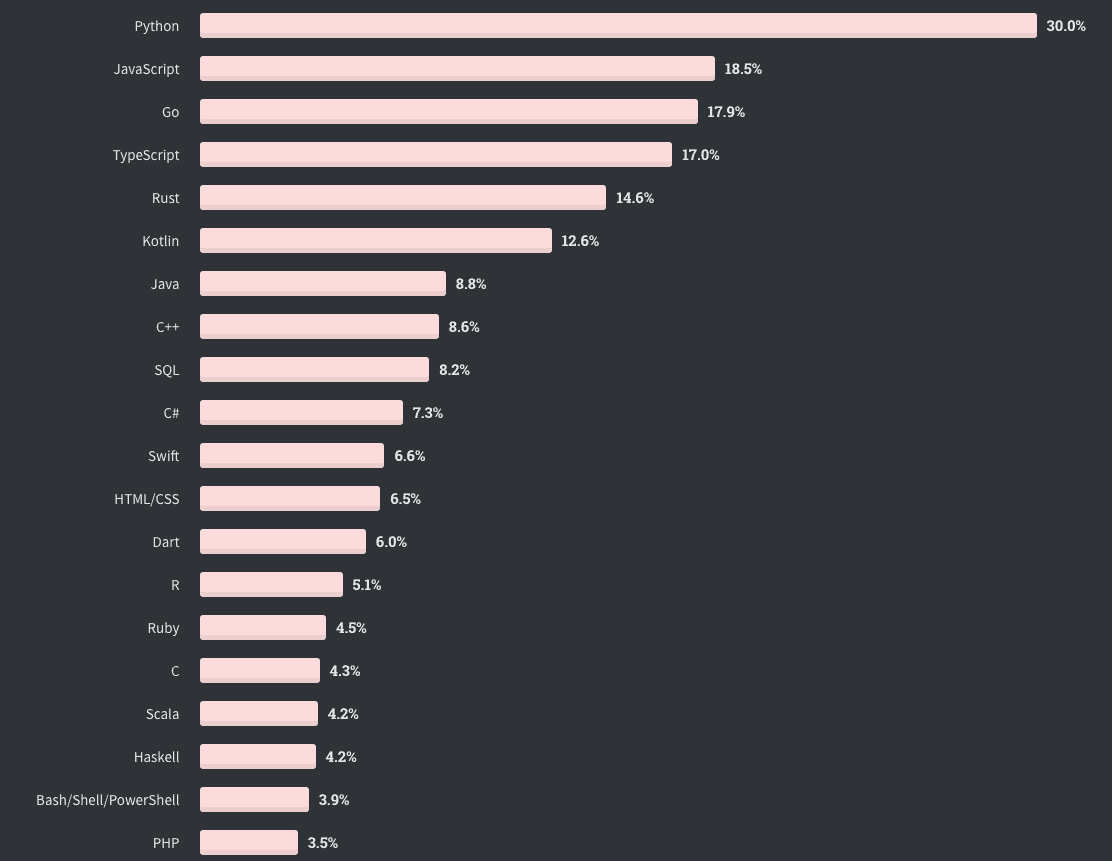 Python 30.0%
JavaScript 18.5%
Go 17.9%
TypeScript 17.0%
Rust 14.6%
Kotlin 12.6%
Java 8.8%
C++ 8.6%
SQL 8.2%
C# 7.3%
Swift 6.6%
HTML/CSS 6.5%
Dart 6.0%
R 5.1%
Ruby 4.5%
C 4.3%
Scala 4.2%
Haskell 4.2%
Bash/Shell/PowerShell 3.9%
PHP 3.5%